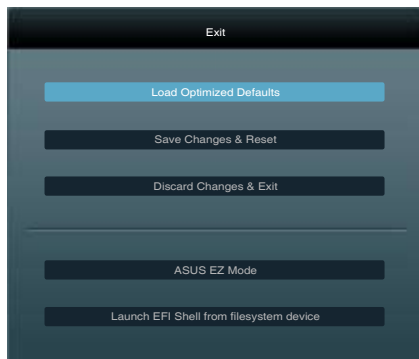 Exit
Load Optimized Defaults
Save Changes & Reset
Discard Changes & Exit
ASUS EZ Mode
Launch EFI Shell from filesystem device